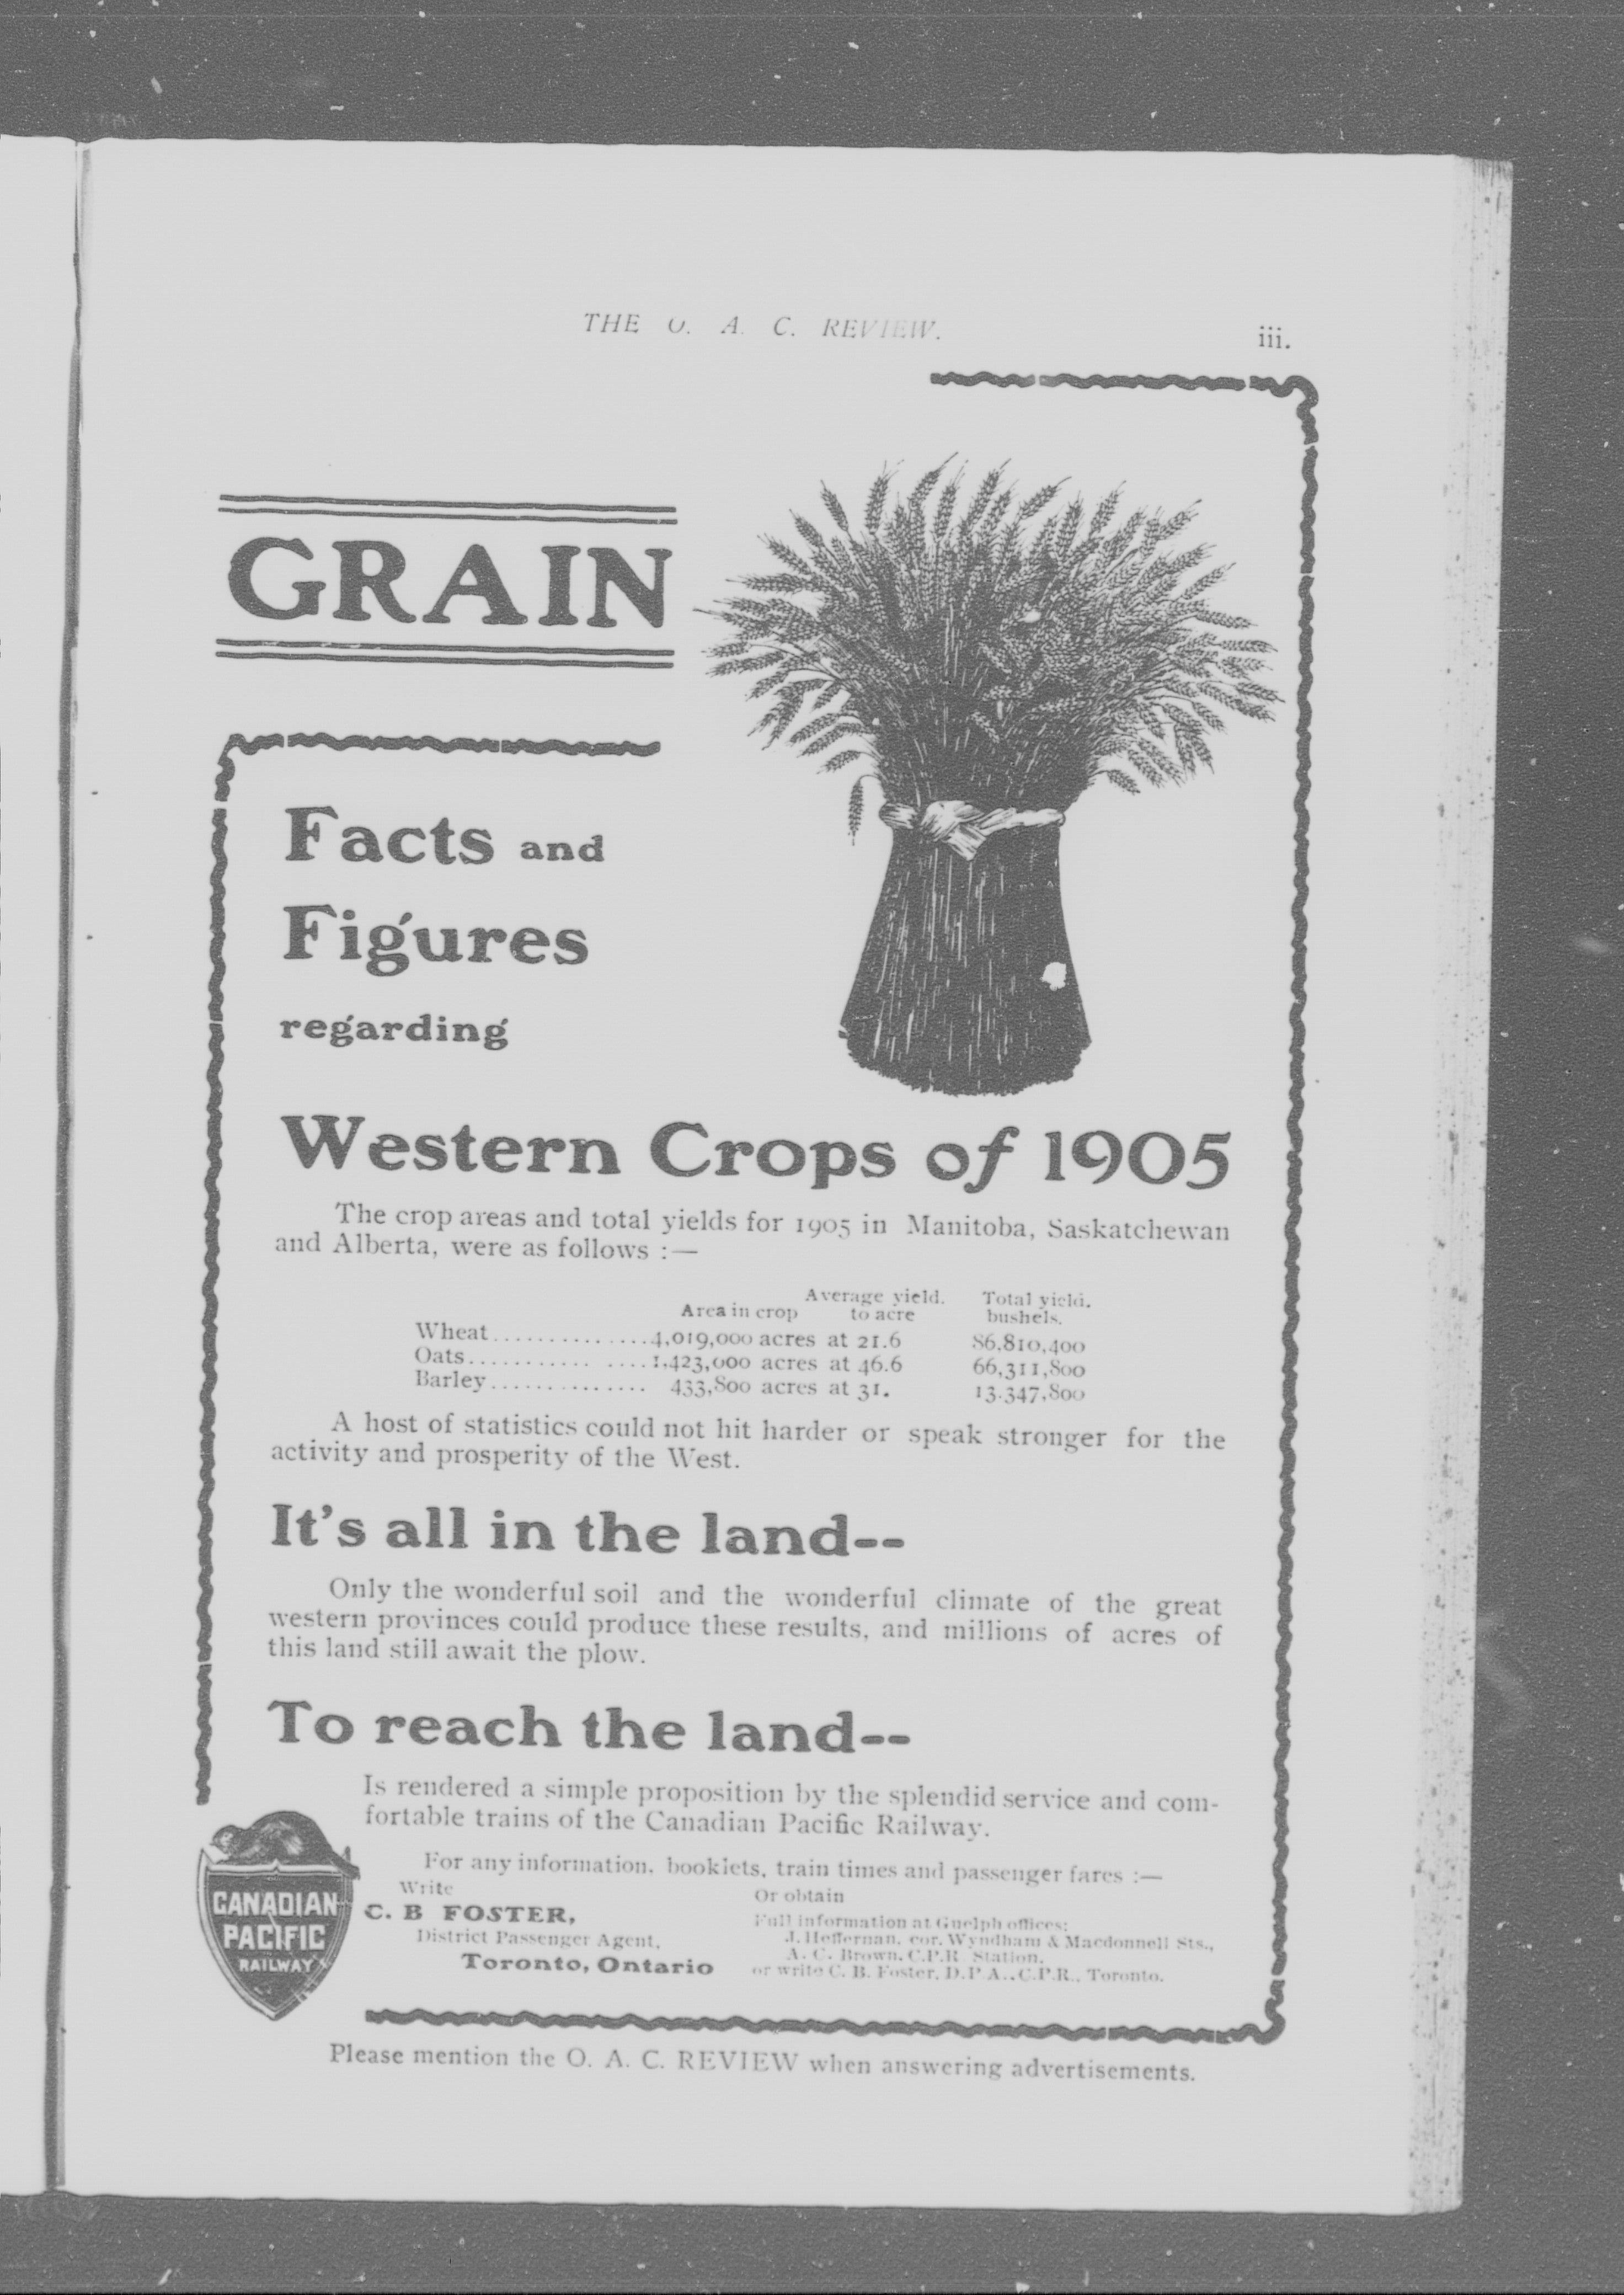 THE O. A. C. REVIEW.
iii.
GRAIN
Facts and
Figures
regarding
Western Crops of 1905
The crop areas and total yields for 1905 in Manitoba, Saskatchewan
and Alberta, were as follows :—
Average yield. Total yield.
Area in crop to acre bushels.
Wheat...............4,019,000 acres at 21.6 86,810,400
Oats........... ....1,423,000 acres at 46.6 66,311,800
Barley.............. 433,800 acres at 31. 13.347,800
A host of statistics could not hit harder or speak stronger for the
activity and prosperity of the West.
It's all in the land--
Only the wonderful soil and the wonderful climate of the great
western provinces could produce these results, and millions of acres of
this land still await the plow.
To reach the land--
Is rendered a simple proposition by the splendid service and com-
fortable trains of the Canadian Pacific Railway.
For any information, booklets, train times and passenger fares :—
Write
C. B FOSTER,
District Passenger Agent,
Toronto, Ontario
Or obtain
Full information at Guelph offices:
J. Heffernan, cor. Wyndham & Macdonnell Sts.,
A. C. Brown, C.P.R Station,
or write C. B. Foster, D.P A., C.P.R., Toronto.
CANADIAN
PACIFIC
RAILWAY
Please mention the O. A. C. REVIEW when answering advertisements.